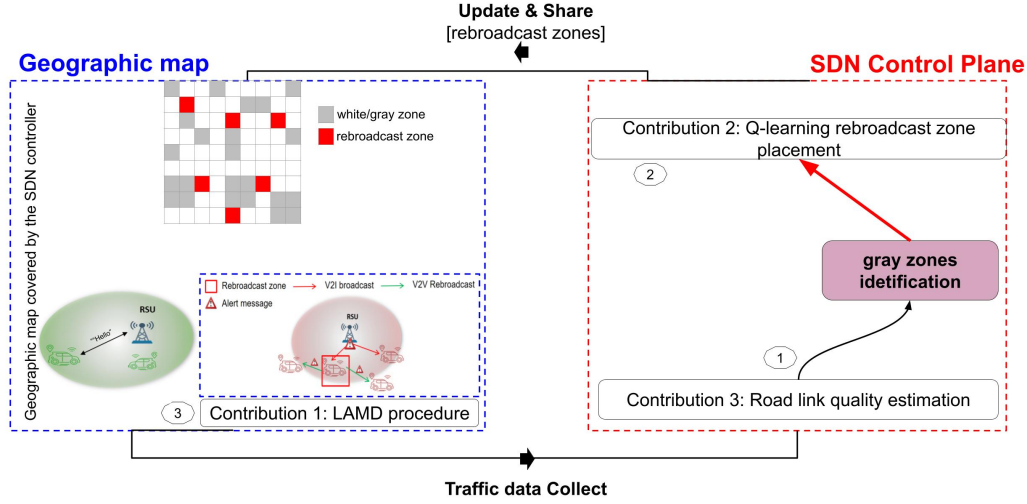 Update & Share
[rebroadcast zones]
Geographic map
SDN Control Plane
Geographic map covered by the SDN controller
white/gray zone
rebroadcast zone
Contribution 2: Q-learning rebroadcast zone
placement
2
gray zones
idetification
1
Contribution 3: Road link quality estimation
RSU
""Hello"
Rebroadcast zone
V2I broadcast
V2V Rebroadcast
Alert message
RSU
3
Contribution 1: LAMD procedure
Traffic data Collect